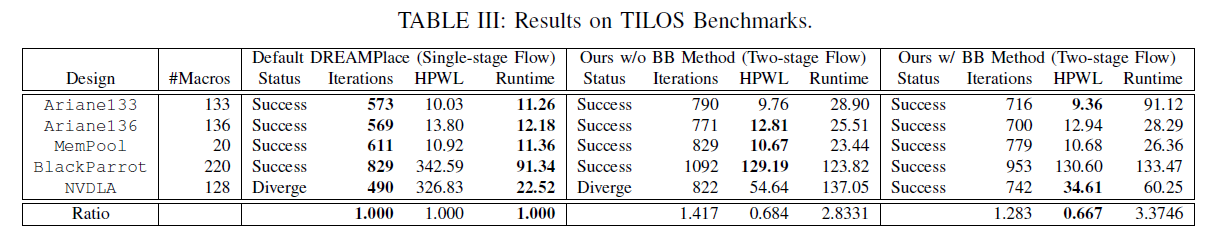 TABLE III: Results on TILOS Benchmarks.
Default DREAMPlace (Single-stage Flow) Ours w/o BB Method (Two-stage Flow) Ours w/ BB Method (Two-stage Flow)
Design #Macros Status Iterations HPWL Runtime Status Iterations HPWL Runtime Status Iterations HPWL Runtime
Ariane133 133 Success 573 10.03 11.26 Success 790 9.76 28.90 Success 716 9.36 91.12
Ariane136 136 Success 569 13.80 12.18 Success 771 12.81 25.51 Success 700 12.94 28.29
MemPool 20 Success 611 10.92 11.36 Success 829 10.67 23.44 Success 779 10.68 26.36
BlackParrot 220 Success 829 342.59 91.34 Success 1092 129.19 123.82 Success 953 130.60 133.47
NVDLA 128 Diverge 490 326.83 22.52 Diverge 822 54.64 137.05 Success 742 34.61 60.25
Ratio 1.000 1.000 1.000 1.417 0.684 2.8331 1.283 0.667 3.3746